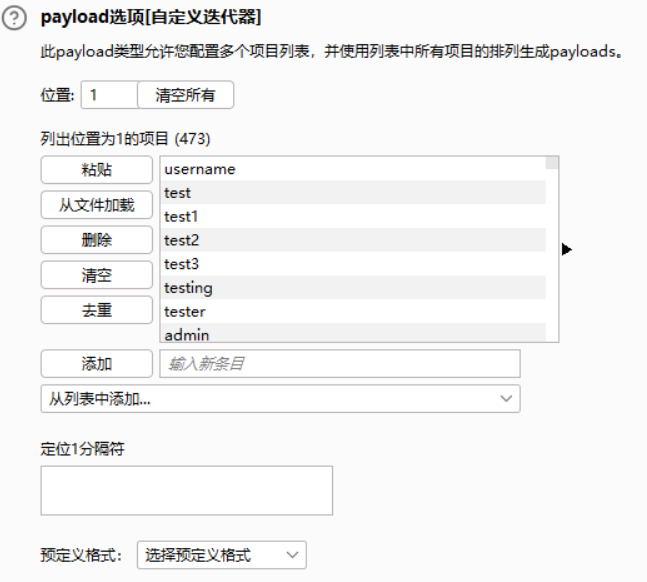 payload选项[自定义迭代器]
此payload类型允许您配置多个项目列表，并使用列表中所有项目的排列生成payloads。
位置: 1 清空所有
列出位置为1的项目 (473)
粘贴
从文件加载
删除
清空
去重
username
test
test1
test2
test3
testing
tester
admin
添加 输入新条目
从列表中添加...
定位1分隔符
预定义格式： 选择预定义格式